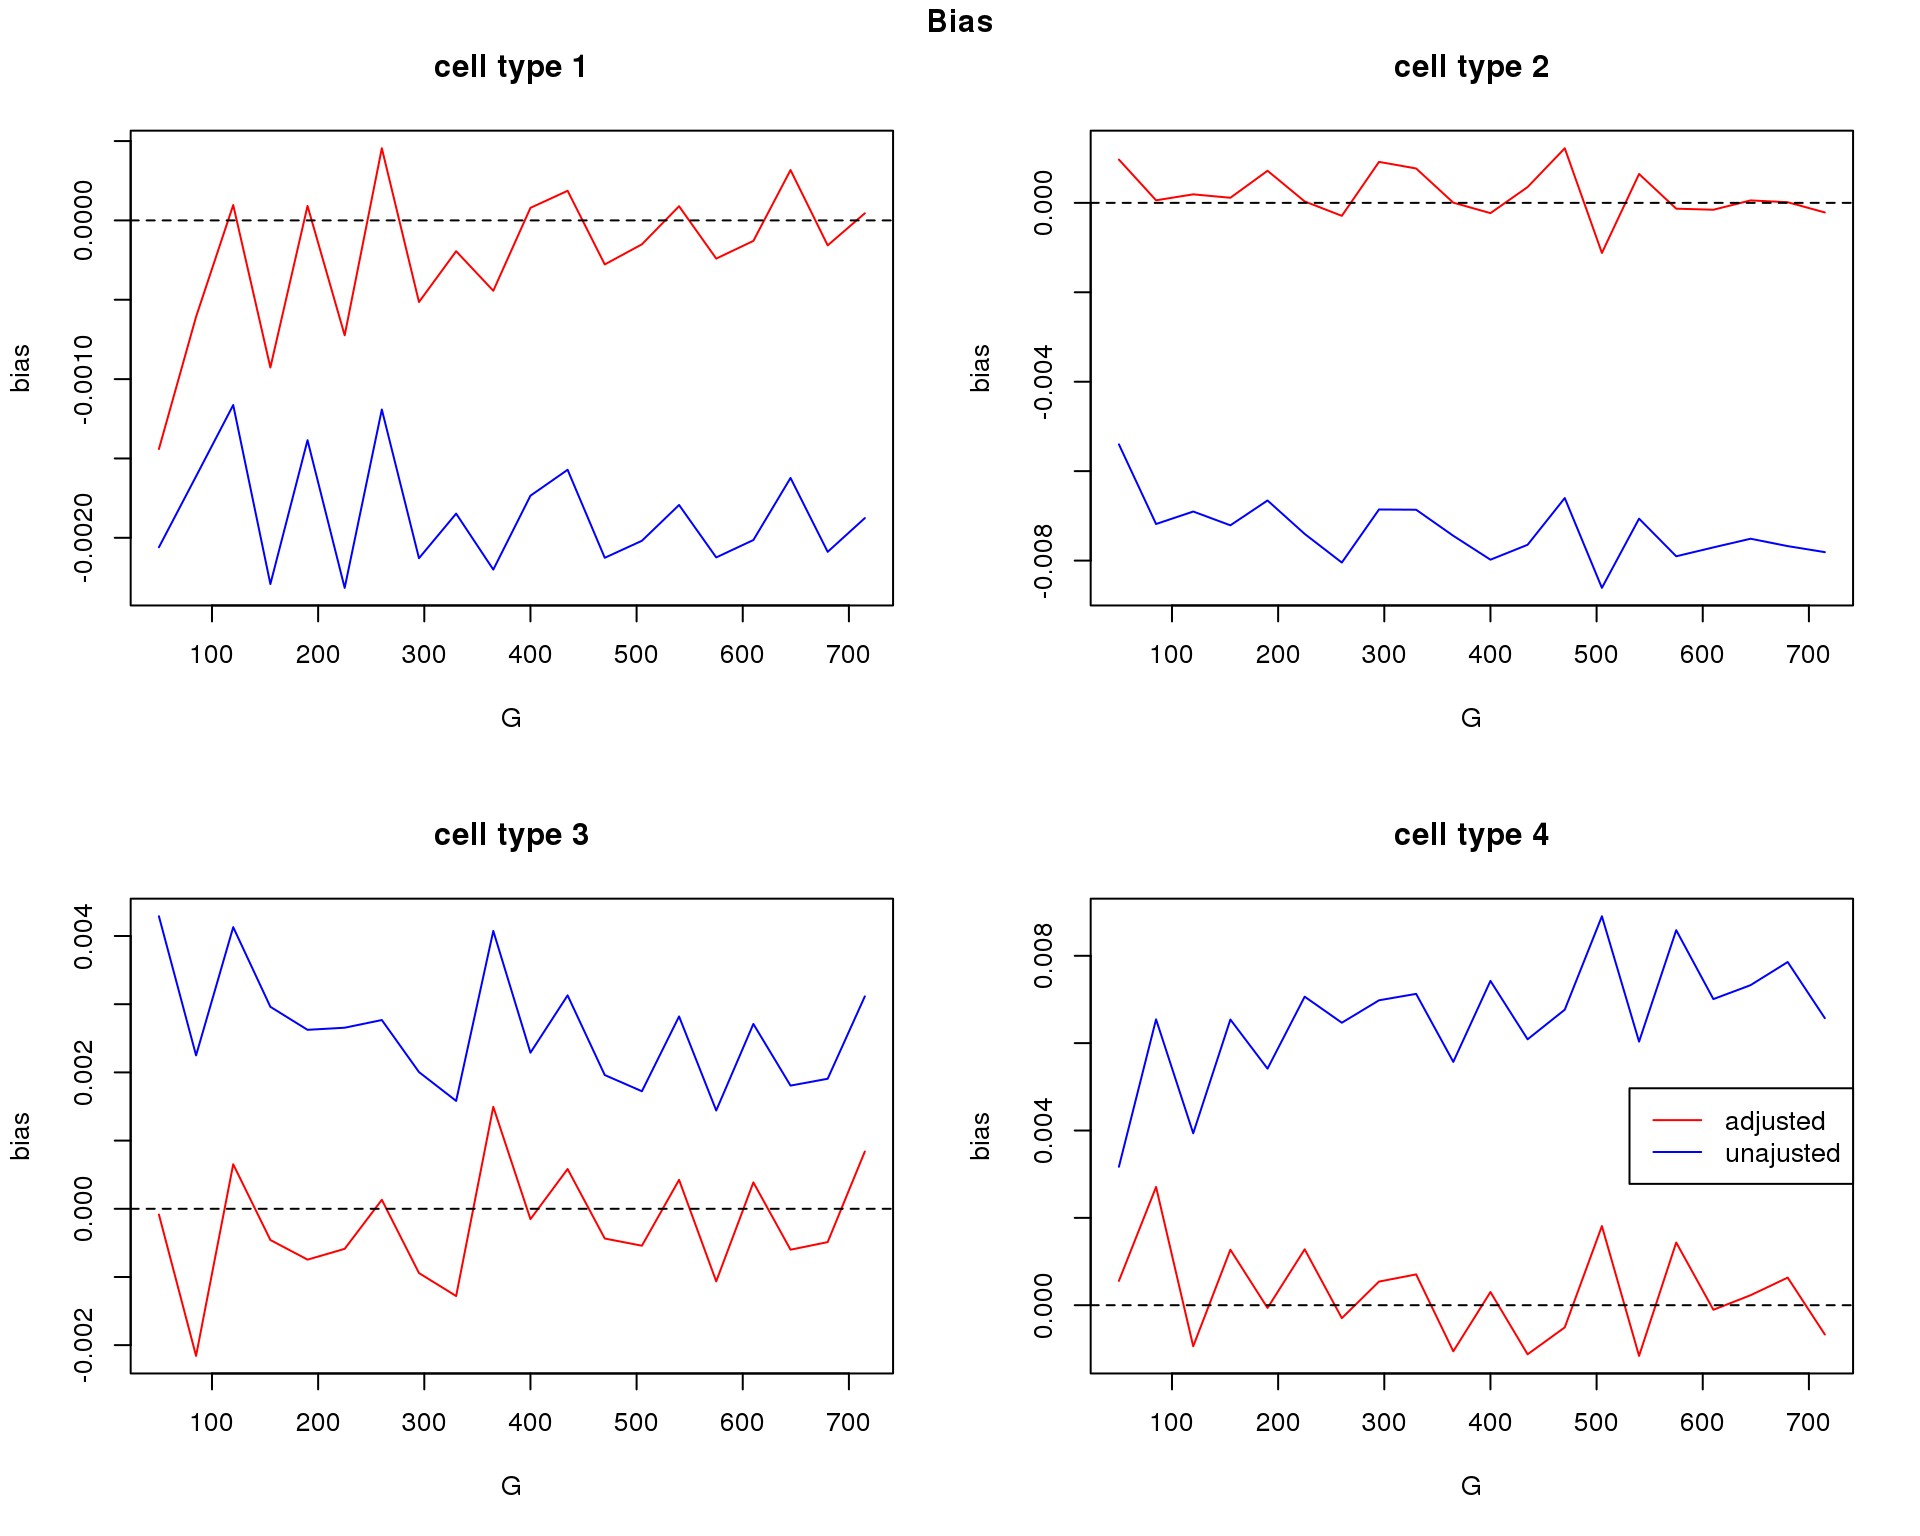 Bias
cell type 1
bias
0.0000
-0.0010
-0.0020
100 200 300 400 500 600 700
G
cell type 2
bias
0.000
-0.004
-0.008
100 200 300 400 500 600 700
G
cell type 3
bias
0.004
0.002
0.000
-0.002
100 200 300 400 500 600 700
G
cell type 4
bias
0.008
0.004
0.000
adjusted
unajusted
100 200 300 400 500 600 700
G